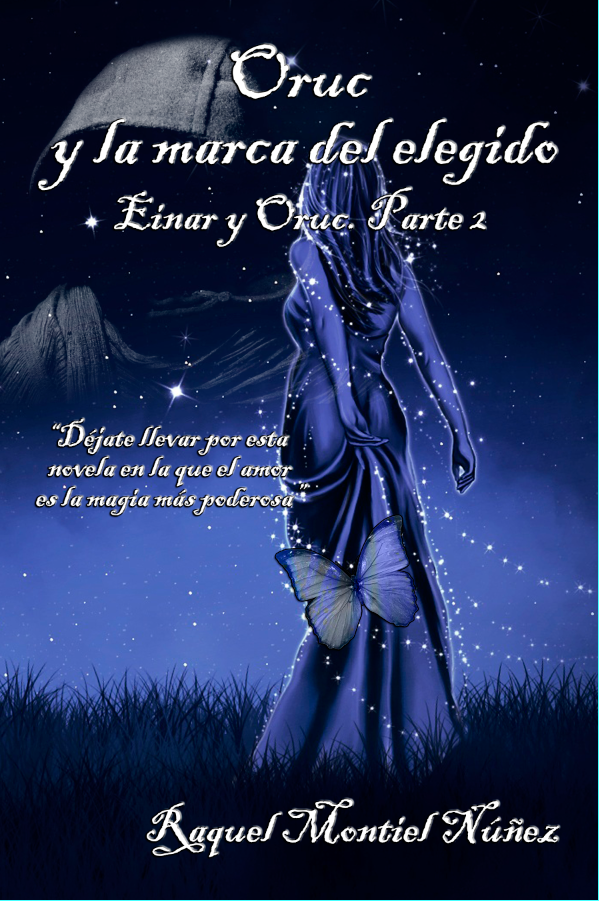 Oruc
y la marca del elegido
Einar y Oruc. Parte 2
“Déjate llevar por esta
novela en la que el amor
es la magia más poderosa”
Raquel Montiel Núñez